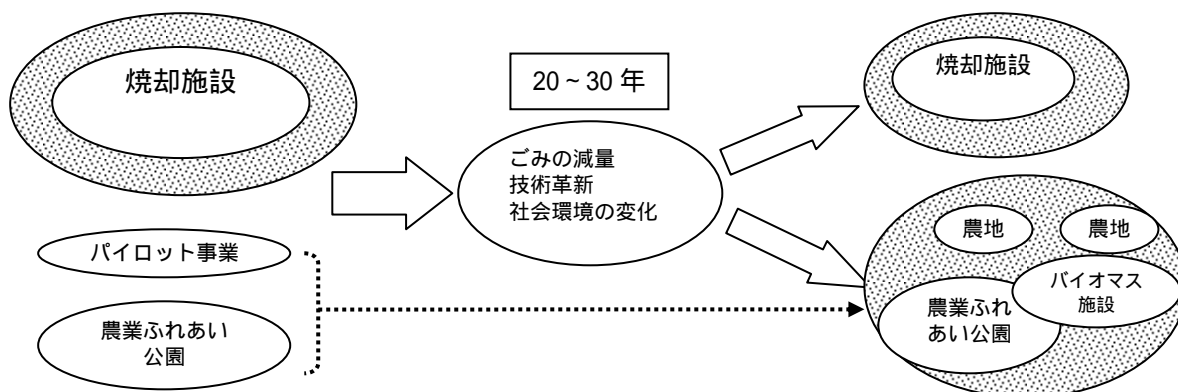 焼却施設
パイロット事業
農業ふれあい
公園
20~30 年
ごみの減量
技術革新
社会環境の変化
焼却施設
農地
農地
バイオマス
施設
農業ふれ
あい公園